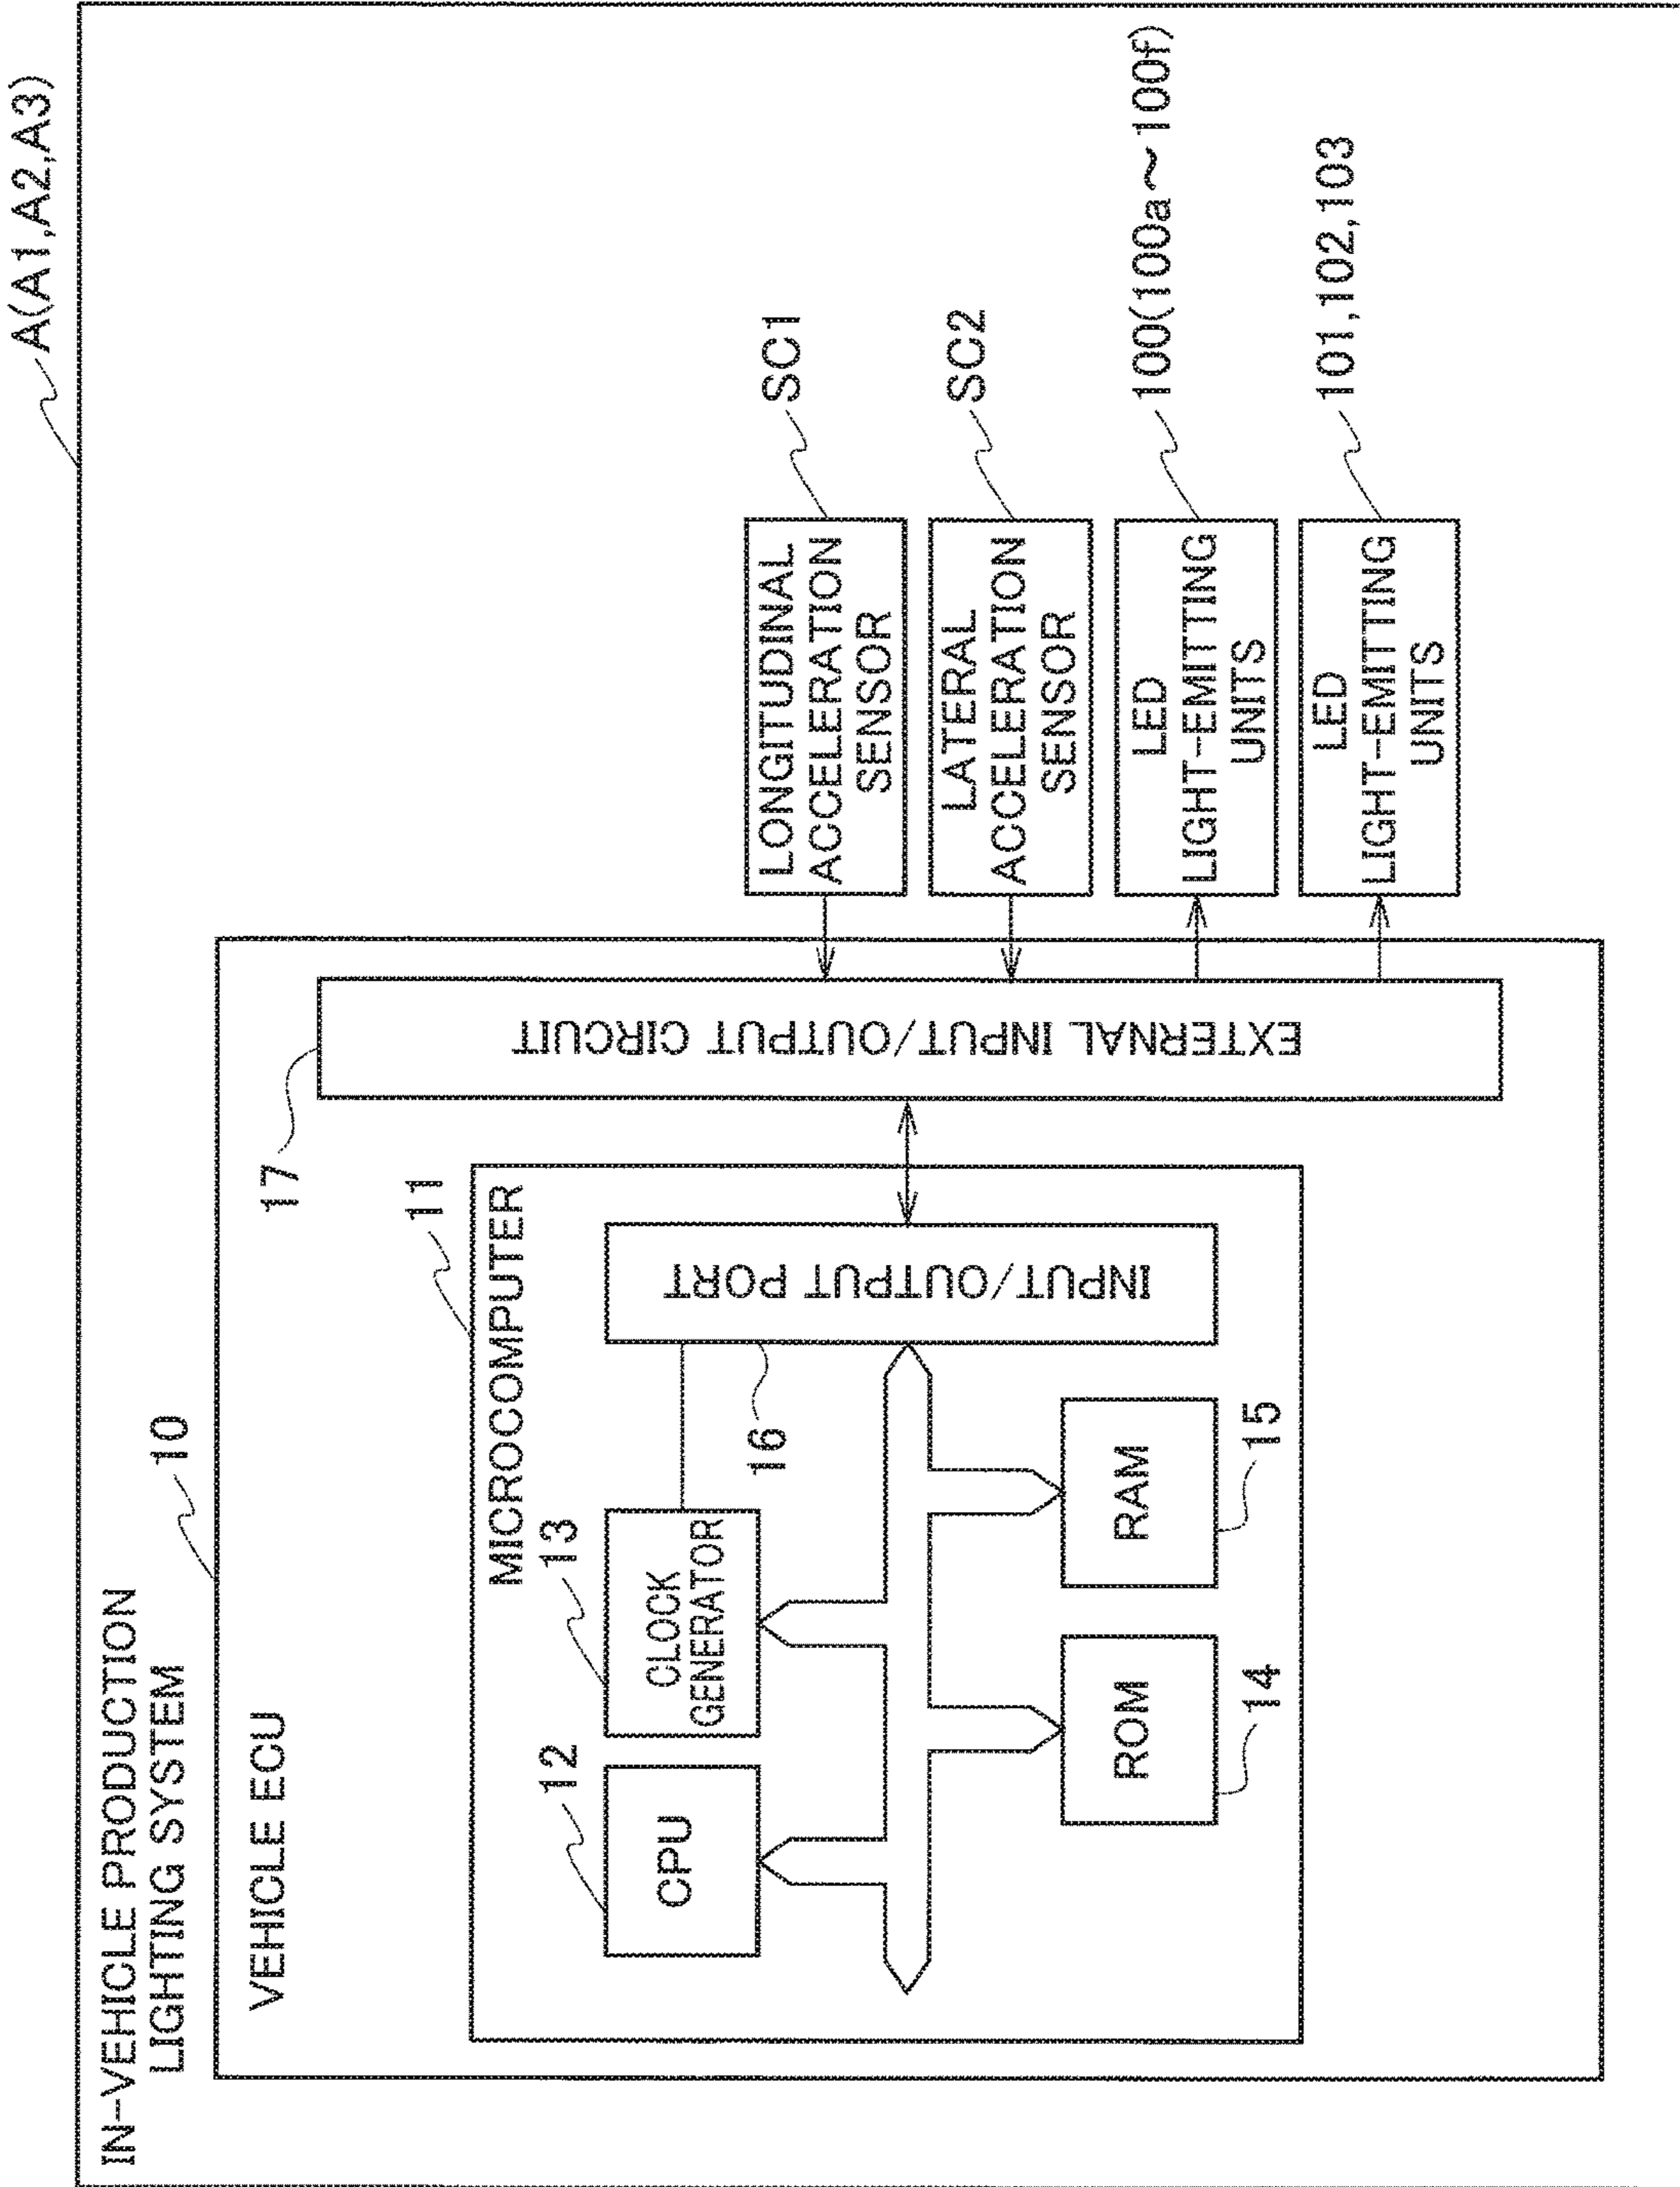 A(A1,A2,A3)
IN-VEHICLE PRODUCTION
LIGHTING SYSTEM
10
VEHICLE ECU
17
11
MICROCOMPUTER
12
CPU
13
CLOCK
GENERATOR
16
INPUT/OUTPUT PORT
ROM
14
RAM
15
EXTERNAL INPUT/OUTPUT CIRCUIT
LONGITUDINAL
ACCELERATION
SENSOR
SC1
LATERAL
ACCELERATION
SENSOR
SC2
LED
LIGHT-EMITTING
UNITS
100(100a～100f)
LED
LIGHT-EMITTING
UNITS
101,102,103